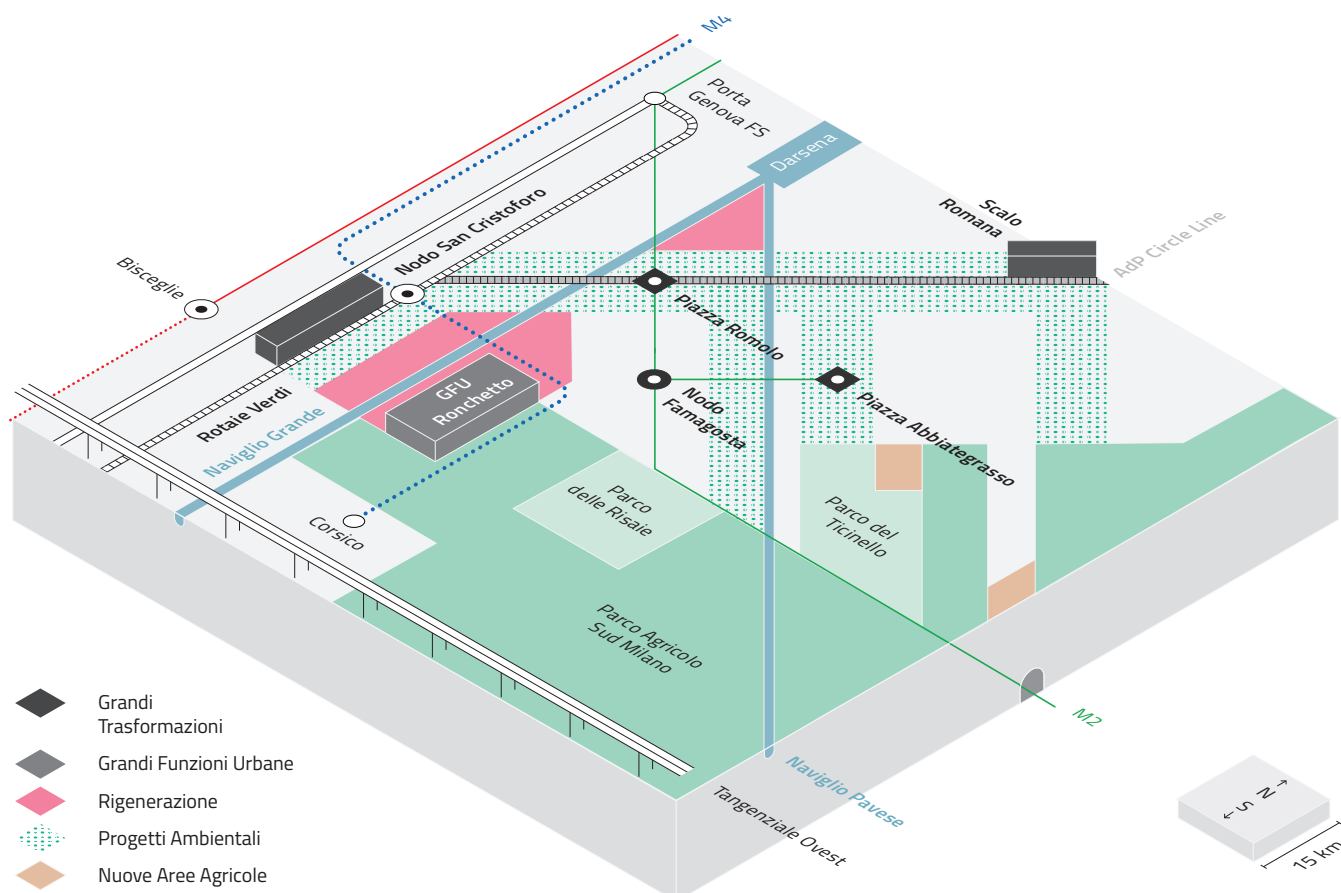 M4
Porta
Genova FS
Darsena
Scalo
Romana
AdP Circle Line
Nodo San Cristoforo
Bisceglie
Piazza Romolo
GFU
Ronchetto
Rotaie Verdi
Naviglio Grande
Nodo
Famagosta
Piazza Abbiategrasso
Corsico
Parco
delle Risaie
Parco del
Ticinello
Parco Agricolo
Sud Milano
M2
Naviglio Pavese
Tangenziale Ovest
Grandi
Trasformazioni
Grandi Funzioni Urbane
Rigenerazione
Progetti Ambientali
Nuove Aree Agricole
N
S
15 km